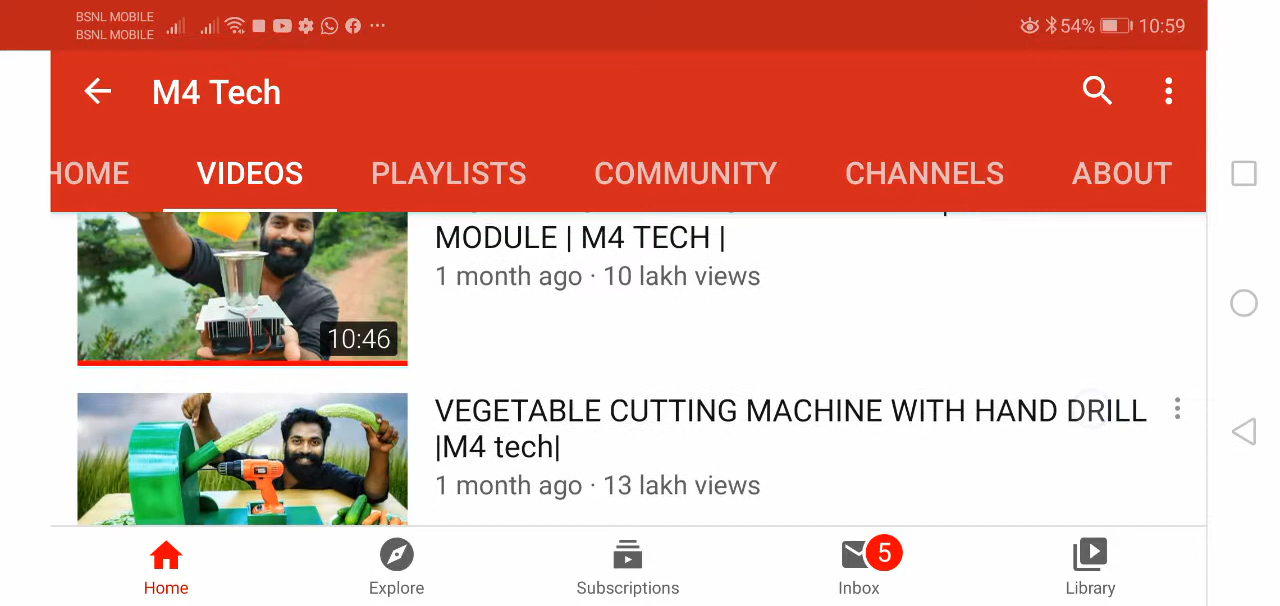 BSNL MOBILE
BSNL MOBILE
54%
10:59
M4 Tech
HOME VIDEOS PLAYLISTS COMMUNITY CHANNELS ABOUT
MODULE | M4 TECH |
1 month ago · 10 lakh views
10:46
VEGETABLE CUTTING MACHINE WITH HAND DRILL
|M4 tech|
1 month ago · 13 lakh views
5
Home Explore Subscriptions Inbox Library